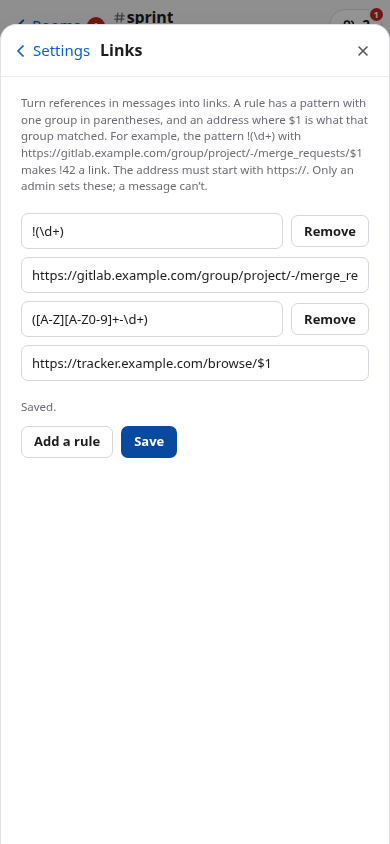 #sprint
1
Settings Links
Turn references in messages into links. A rule has a pattern with
one group in parentheses, and an address where $1 is what that
group matched. For example, the pattern !(\d+) with
https://gitlab.example.com/group/project/-/merge_requests/$1
makes !42 a link. The address must start with https://. Only an
admin sets these; a message can't.
!(\d+) Remove
https://gitlab.example.com/group/project/-/merge_re
([A-Z][A-Z0-9]+-\d+) Remove
https://tracker.example.com/browse/$1
Saved.
Add a rule Save